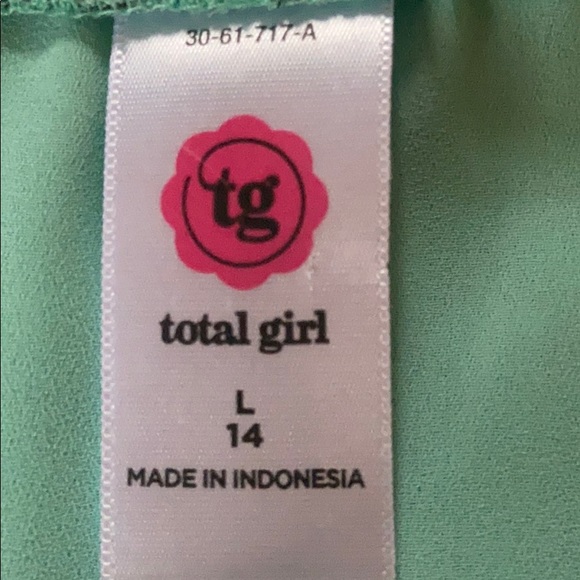 30-61-717-A
tg
total girl
L
14
MADE IN INDONESIA